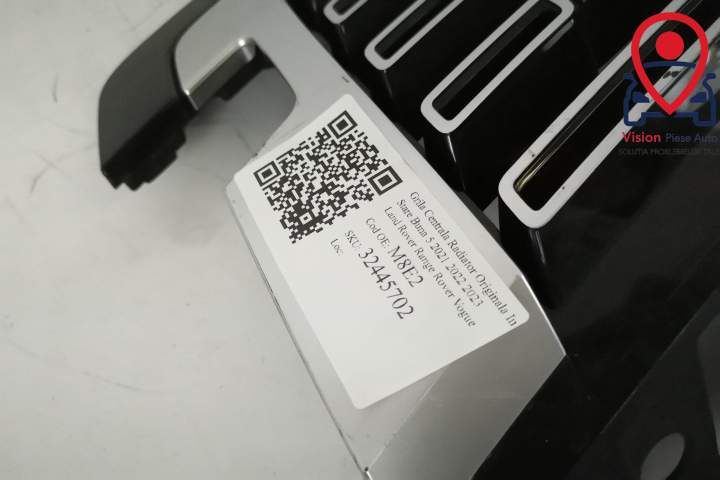 Grila Centrala Radiator Originala In
Stare Buna 5 2021 2022 2023
Land Rover Range Rover Vogue
Cod OE: M8E2
SKU: 32445702
Loc:
Vision Piese Auto